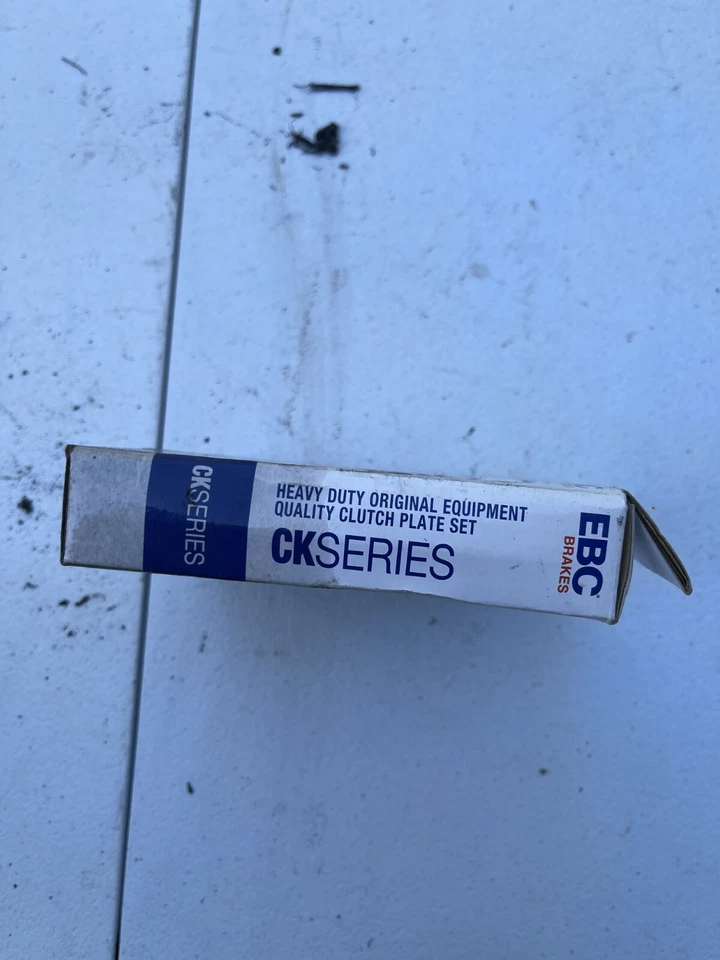 CKSERIES
HEAVY DUTY ORIGINAL EQUIPMENT
QUALITY CLUTCH PLATE SET
CKSERIES
EBC
BRAKES